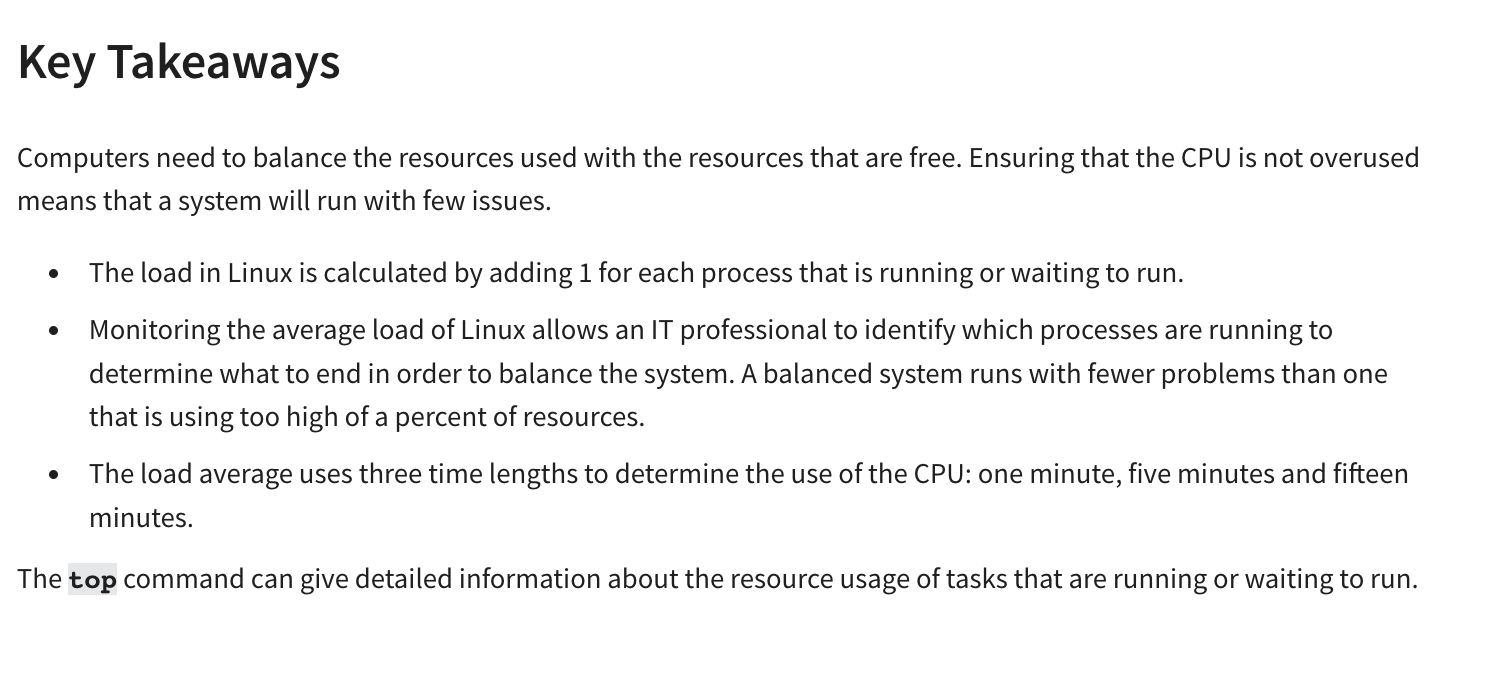 Key Takeaways
Computers need to balance the resources used with the resources that are free. Ensuring that the CPU is not overused
means that a system will run with few issues.
• The load in Linux is calculated by adding 1 for each process that is running or waiting to run.
• Monitoring the average load of Linux allows an IT professional to identify which processes are running to
determine what to end in order to balance the system. A balanced system runs with fewer problems than one
that is using too high of a percent of resources.
• The load average uses three time lengths to determine the use of the CPU: one minute, five minutes and fifteen
minutes.
The top command can give detailed information about the resource usage of tasks that are running or waiting to run.